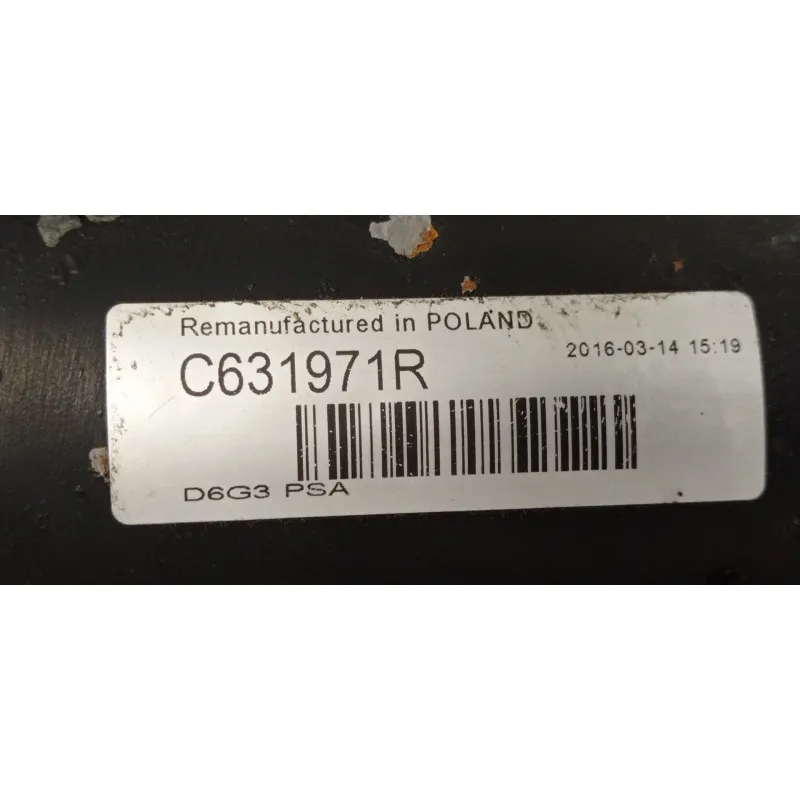 Remanufactured in POLAND
2016-03-14 15:19
C631971R
D6G3 PSA